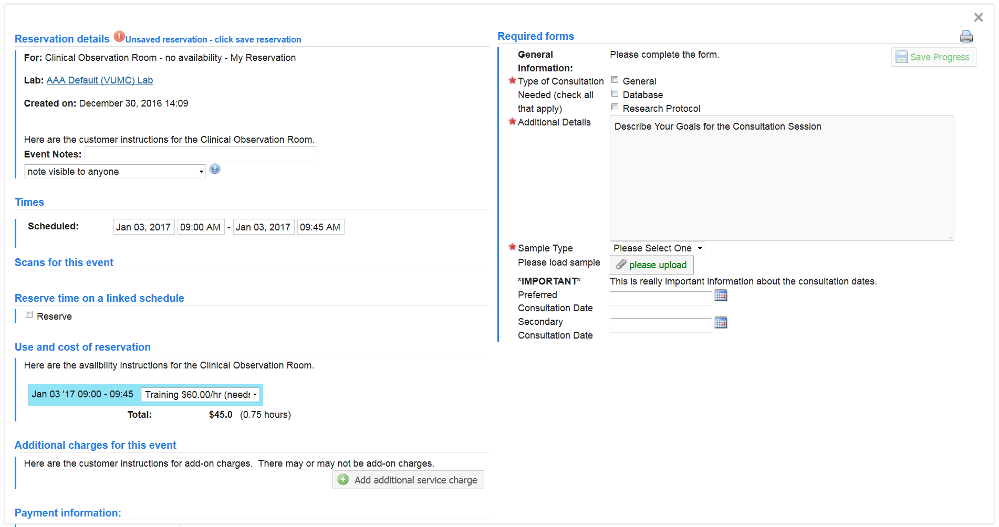 Reservation details Unsaved reservation - click save reservation
For: Clinical Observation Room - no availability - My Reservation
Lab: AAA Default (VUMC) Lab
Created on: December 30, 2016 14:09
Here are the customer instructions for the Clinical Observation Room.
Event Notes:
note visible to anyone
Times
Scheduled: Jan 03, 2017 09:00 AM - Jan 03, 2017 09:45 AM
Scans for this event
Reserve time on a linked schedule
Reserve
Use and cost of reservation
Here are the availbility instructions for the Clinical Observation Room.
Jan 03 '17 09:00 - 09:45 Training $60.00/hr (needs
Total: $45.0 (0.75 hours)
Additional charges for this event
Here are the customer instructions for add-on charges. There may or may not be add-on charges.
Add additional service charge
Payment information:
Required forms
General
Information:
Please complete the form.
Save Progress
Type of Consultation
Needed (check all
that apply)
General
Database
Research Protocol
Additional Details
Describe Your Goals for the Consultation Session
Sample Type Please Select One
Please load sample please upload
*IMPORTANT* This is really important information about the consultation dates.
Preferred
Consultation Date
Secondary
Consultation Date